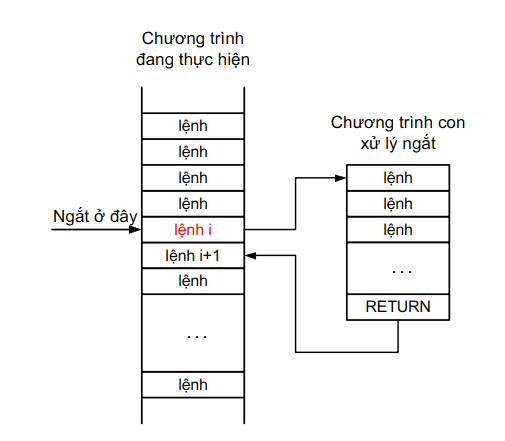 Chương trình
đang thực hiện
lệnh
lệnh
lệnh
lệnh
Ngắt ở đây
lệnh i
lệnh i+1
lệnh
...
lệnh
Chương trình con
xử lý ngắt
lệnh
lệnh
lệnh
...
RETURN